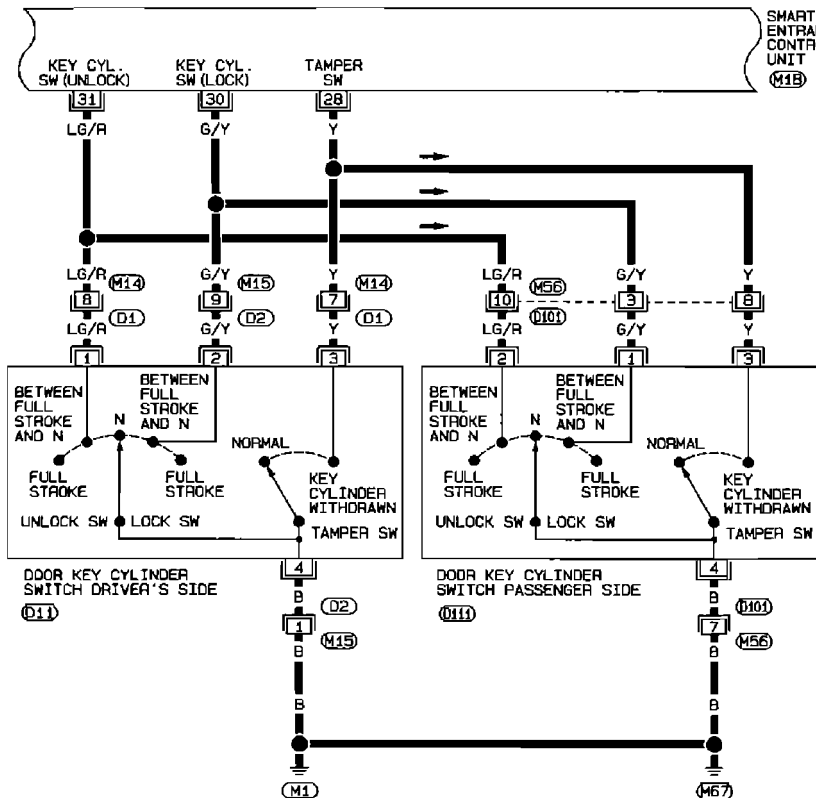 SMART
ENTRA
CONTR
UNIT
M18
KEY CYL.
SW (UNLOCK)
KEY CYL.
SW (LOCK)
TAMPER
SW
31 30 28
LG/R G/Y Y
LG/R M14 G/Y M15 Y M14 LG/R M56 G/Y Y
8 9 7 10 3 8
LG/R D1 G/Y D2 Y D1 LG/R D101 G/Y Y
1 2 3 2 1 3
BETWEEN
FULL
STROKE
AND N
BETWEEN
FULL
STROKE
AND N
N
NORMAL
FULL
STROKE
FULL
STROKE
KEY
CYLINDER
WITHDRAWN
UNLOCK SW LOCK SW
TAMPER SW
BETWEEN
FULL
STROKE
AND N
BETWEEN
FULL
STROKE
AND N
N
NORMAL
FULL
STROKE
FULL
STROKE
KEY
CYLINDER
WITHDRAWN
UNLOCK SW LOCK SW
TAMPER SW
DOOR KEY CYLINDER
SWITCH DRIVER'S SIDE
D11
4
B D2
1
B M15
B
DOOR KEY CYLINDER
SWITCH PASSENGER SIDE
D111
4
B D101
7
B M56
B
M1 M67